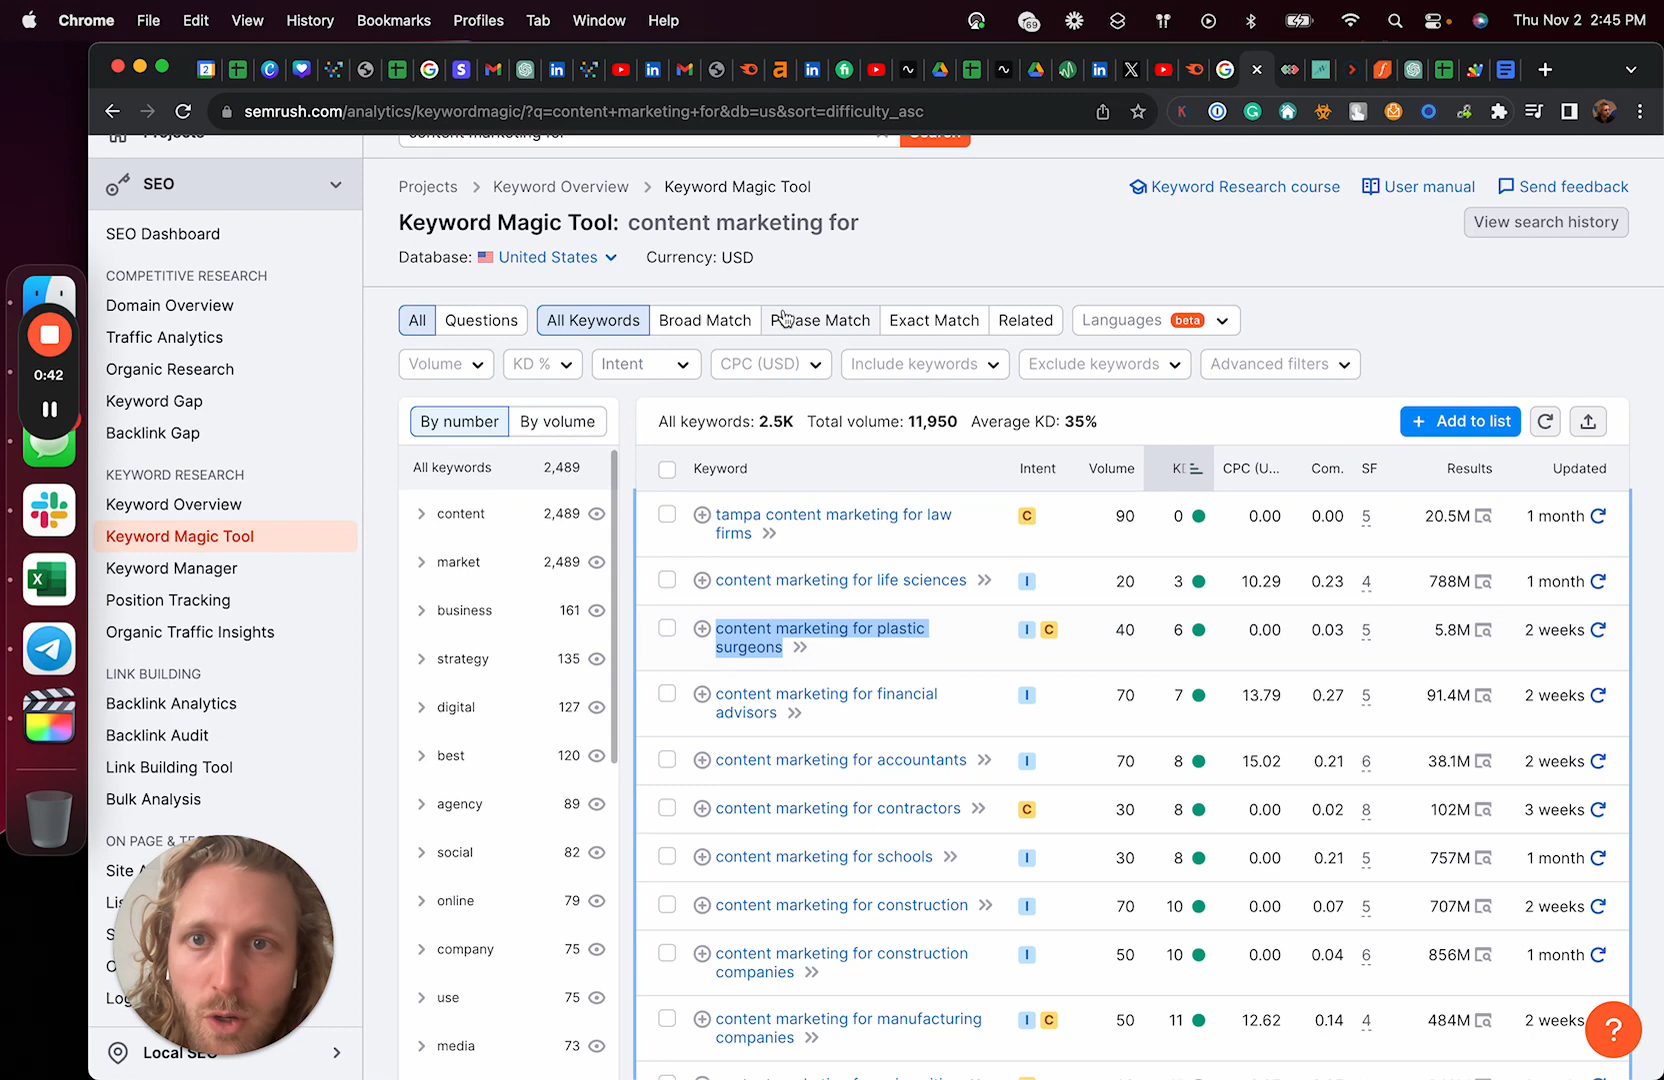 Chrome File Edit View History Bookmarks Profiles Tab Window Help
69
Thu Nov 2 2:45 PM
semrush.com/analytics/keywordmagic/?q=content+marketing+for&db=us&sort=difficulty_asc
Projects
SEO
SEO Dashboard
COMPETITIVE RESEARCH
Domain Overview
Traffic Analytics
Organic Research
Keyword Gap
Backlink Gap
KEYWORD RESEARCH
Keyword Overview
Keyword Magic Tool
Keyword Manager
Position Tracking
Organic Traffic Insights
LINK BUILDING
Backlink Analytics
Backlink Audit
Link Building Tool
Bulk Analysis
ON PAGE &
Site
Local SEO
0:42
content marketing for
Search
Projects > Keyword Overview > Keyword Magic Tool
Keyword Research course
User manual
Send feedback
Keyword Magic Tool: content marketing for
View search history
Database: United States Currency: USD
All Questions All Keywords Broad Match Phrase Match Exact Match Related Languages beta
Volume KD % Intent CPC (USD) Include keywords Exclude keywords Advanced filters
By number By volume
All keywords 2,489
content 2,489
market 2,489
business 161
strategy 135
digital 127
best 120
agency 89
social 82
online 79
company 75
use 75
media 73
All keywords: 2.5K Total volume: 11,950 Average KD: 35%
+ Add to list
Keyword Intent Volume KD CPC (U... Com. SF Results Updated
tampa content marketing for law firms C 90 0 0.00 0.00 5 20.5M 1 month
content marketing for life sciences I 20 3 10.29 0.23 4 788M 1 month
content marketing for plastic surgeons I C 40 6 0.00 0.03 5 5.8M 2 weeks
content marketing for financial advisors I 70 7 13.79 0.27 5 91.4M 2 weeks
content marketing for accountants I 70 8 15.02 0.21 6 38.1M 2 weeks
content marketing for contractors C 30 8 0.00 0.02 8 102M 3 weeks
content marketing for schools I 30 8 0.00 0.21 5 757M 1 month
content marketing for construction I 70 10 0.00 0.07 5 707M 2 weeks
content marketing for construction companies I 50 10 0.00 0.04 6 856M 1 month
content marketing for manufacturing companies I C 50 11 12.62 0.14 4 484M 2 weeks
?